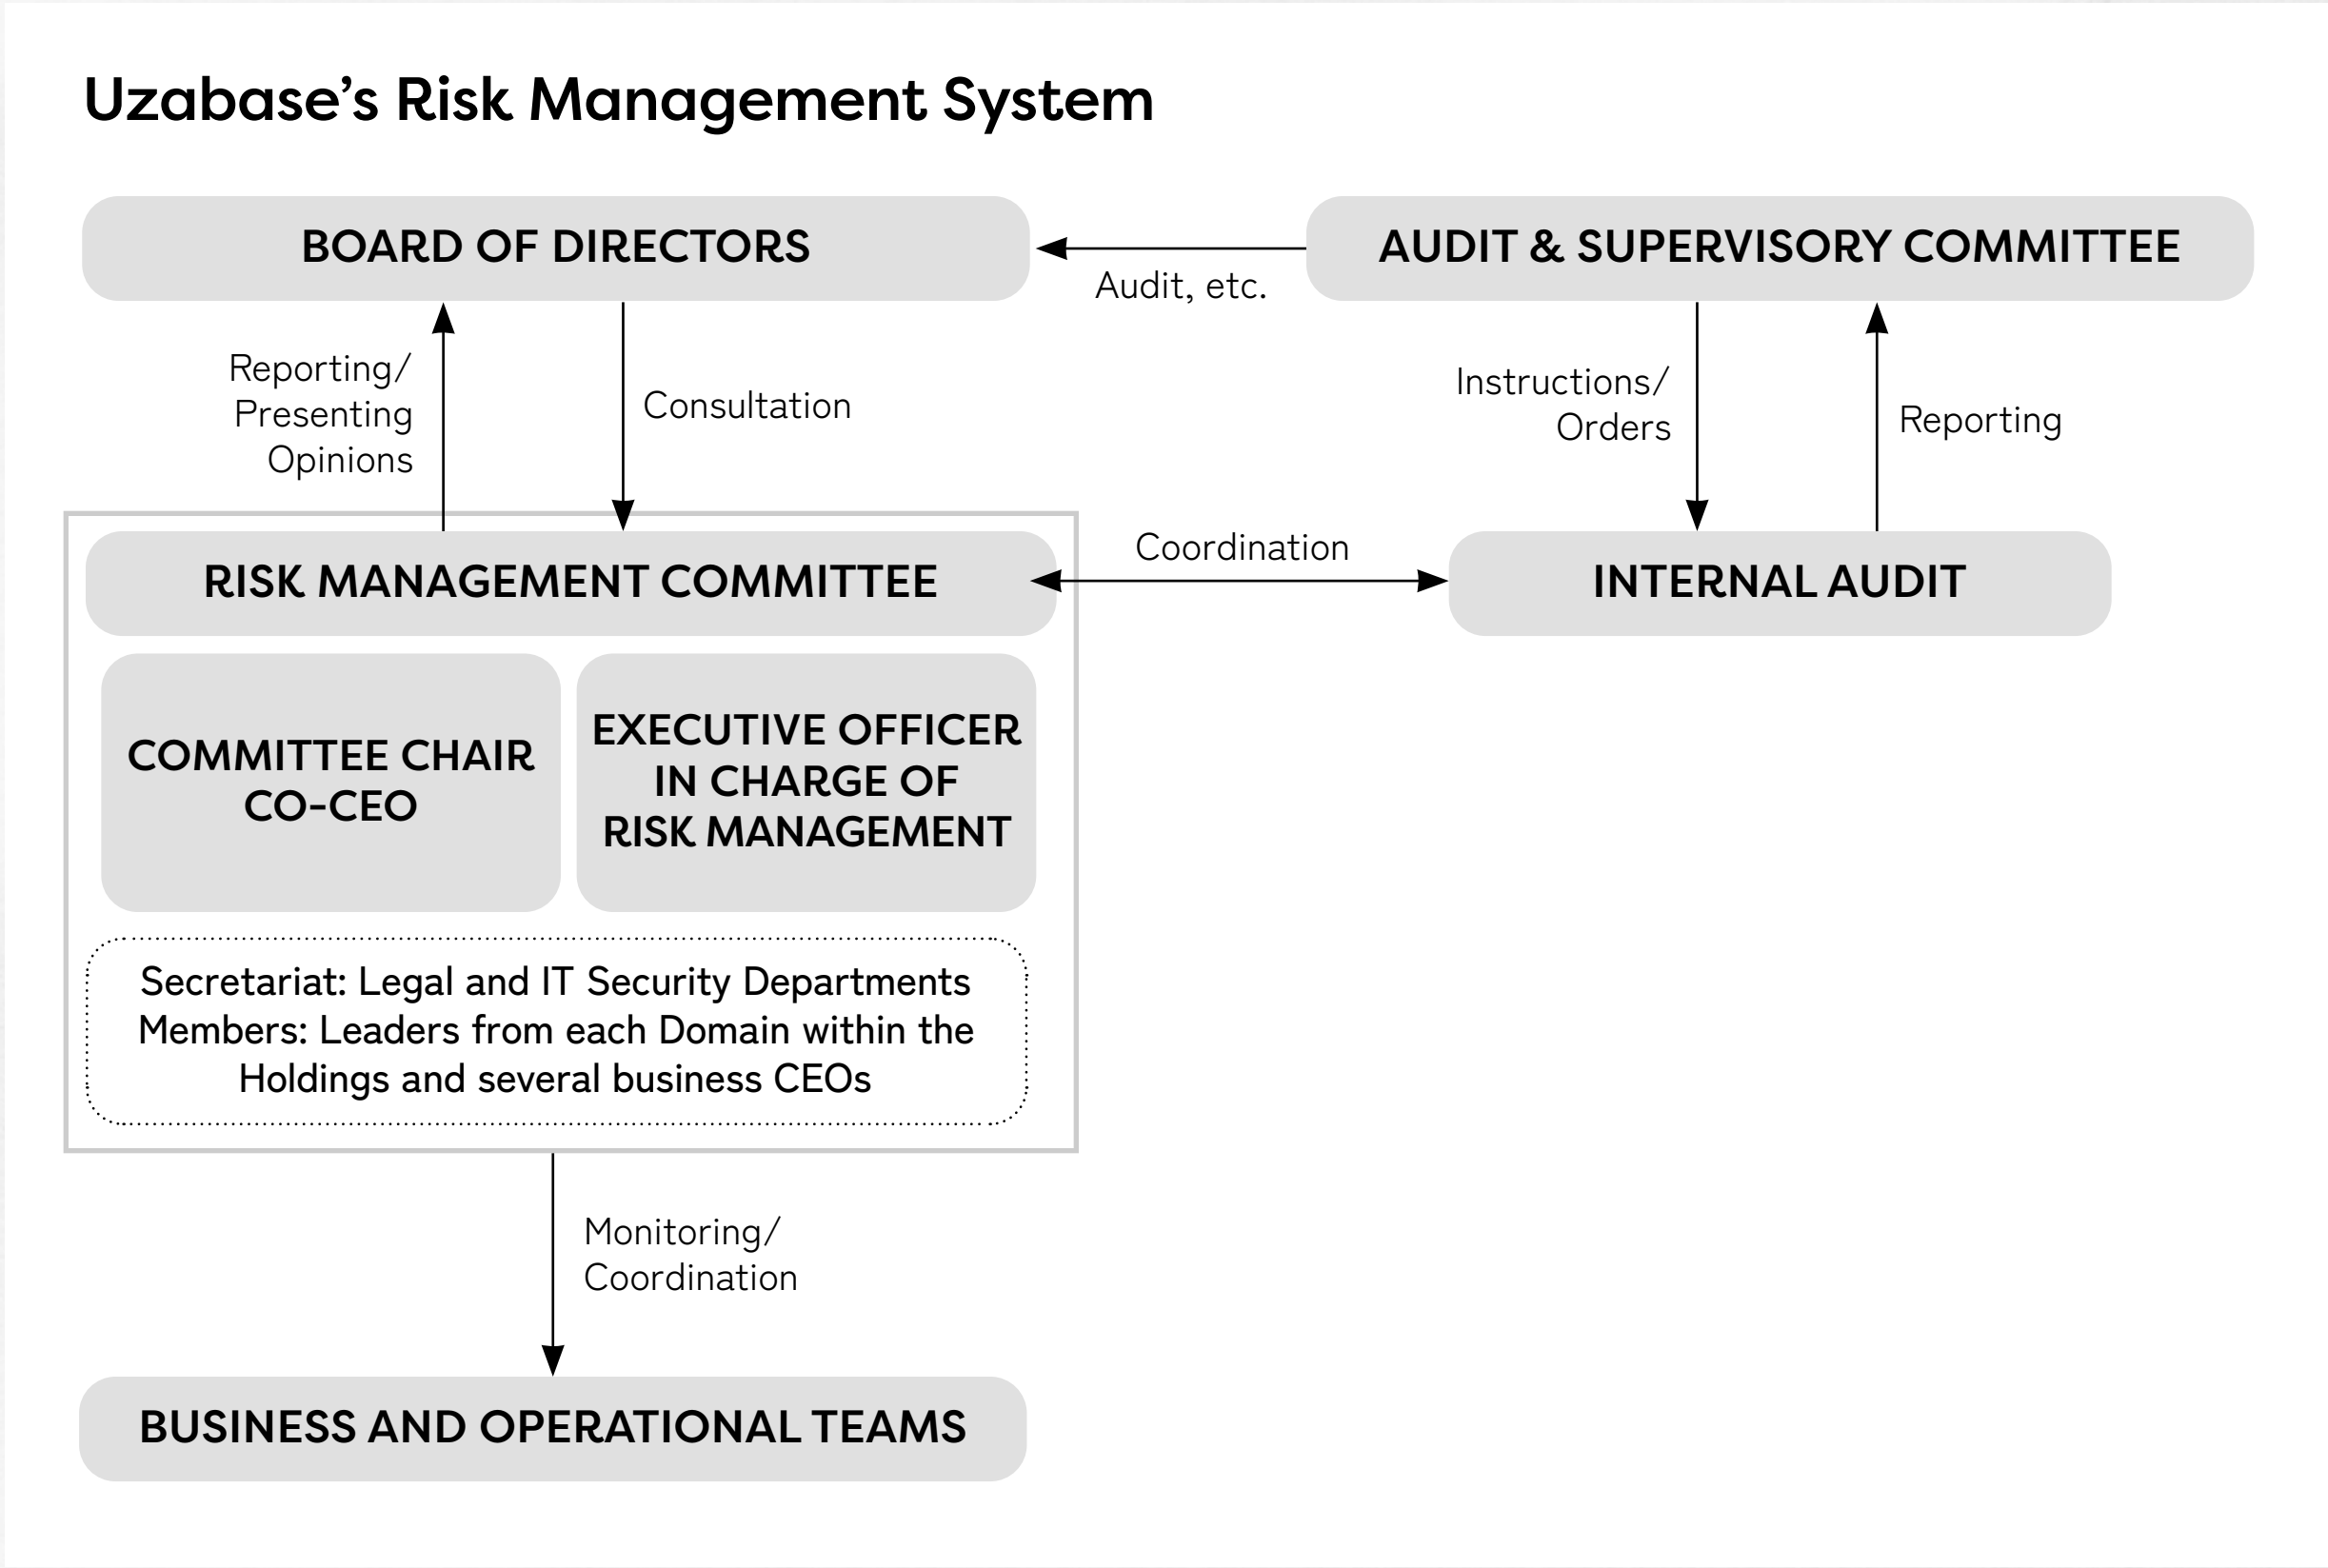 Uzabase’s Risk Management System
BOARD OF DIRECTORS
AUDIT & SUPERVISORY COMMITTEE
Audit, etc.
Reporting/
Presenting
Opinions
Consultation
Instructions/
Orders
Reporting
RISK MANAGEMENT COMMITTEE
Coordination
INTERNAL AUDIT
COMMITTEE CHAIR
CO-CEO
EXECUTIVE OFFICER
IN CHARGE OF
RISK MANAGEMENT
Secretariat: Legal and IT Security Departments
Members: Leaders from each Domain within the
Holdings and several business CEOs
Monitoring/
Coordination
BUSINESS AND OPERATIONAL TEAMS